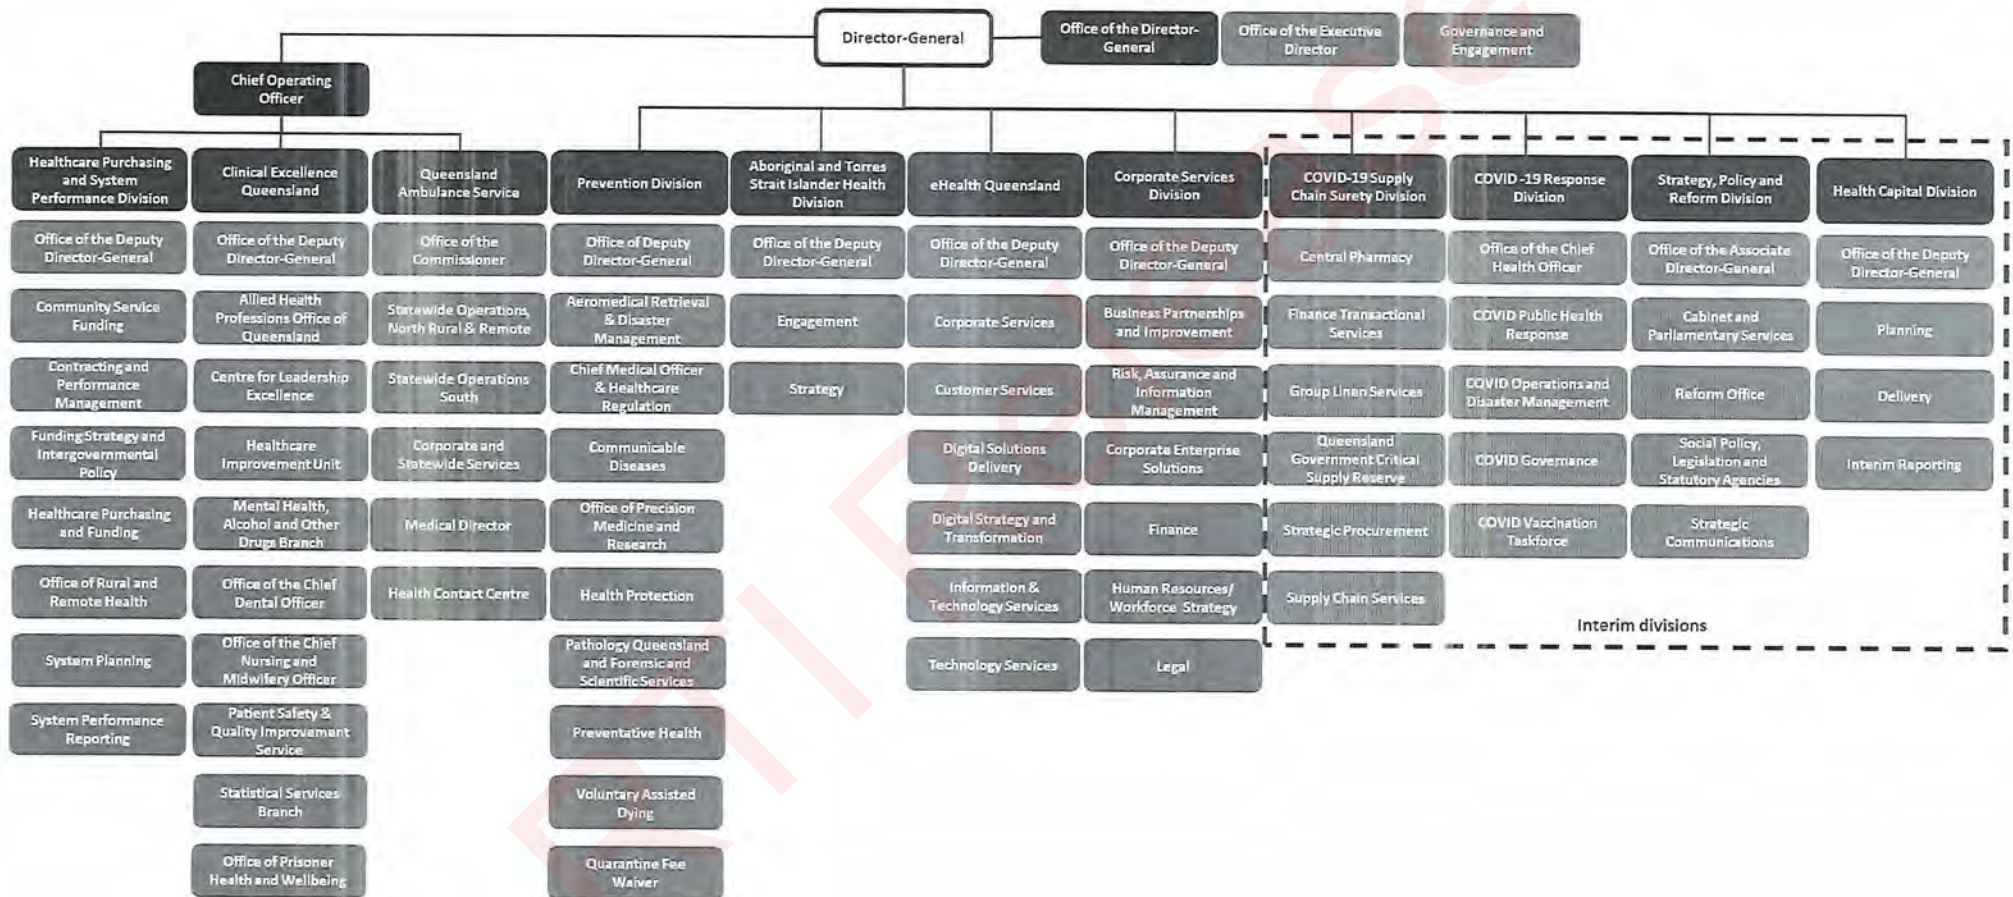 Director-General
Office of the Director-
General
Office of the Executive
Director
Governance and
Engagement
Chief Operating
Officer
Healthcare Purchasing
and System
Performance Division
Office of the Deputy
Director-General
Community Service
Funding
Contracting and
Performance
Management
Funding Strategy and
Intergovernmental
Policy
Healthcare Purchasing
and Funding
Office of Rural and
Remote Health
System Planning
System Performance
Reporting
Clinical Excellence
Queensland
Office of the Deputy
Director-General
Allied Health
Professions Office of
Queensland
Centre for Leadership
Excellence
Healthcare
Improvement Unit
Mental Health,
Alcohol and Other
Drugs Branch
Office of the Chief
Dental Officer
Office of the Chief
Nursing and
Midwifery Officer
Patient Safety &
Quality Improvement
Service
Statistical Services
Branch
Office of Prisoner
Health and Wellbeing
Queensland
Ambulance Service
Office of the
Commissioner
Statewide Operations,
North Rural & Remote
Statewide Operations
South
Corporate and
Statewide Services
Medical Director
Health Contact Centre
Prevention Division
Office of Deputy
Director-General
Aeromedical Retrieval
& Disaster
Management
Chief Medical Officer
& Healthcare
Regulation
Communicable
Diseases
Office of Precision
Medicine and
Research
Health Protection
Pathology Queensland
and Forensic and
Scientific Services
Preventative Health
Voluntary Assisted
Dying
Quarantine Fee
Waiver
Aboriginal and Torres
Strait Islander Health
Division
Office of the Deputy
Director-General
Engagement
Strategy
eHealth Queensland
Office of the Deputy
Director-General
Corporate Services
Customer Services
Digital Solutions
Delivery
Digital Strategy and
Transformation
Information &
Technology Services
Technology Services
Corporate Services
Division
Office of the Deputy
Director-General
Business Partnerships
and Improvement
Risk, Assurance and
Information
Management
Corporate Enterprise
Solutions
Finance
Human Resources/
Workforce Strategy
Legal
COVID-19 Supply
Chain Surety Division
Central Pharmacy
Finance Transactional
Services
Group Linen Services
Queensland
Government Critical
Supply Reserve
Strategic Procurement
Supply Chain Services
COVID -19 Response
Division
Office of the Chief
Health Officer
COVID Public Health
Response
COVID Operations and
Disaster Management
COVID Governance
COVID Vaccination
Taskforce
Strategy, Policy and
Reform Division
Office of the Associate
Director-General
Cabinet and
Parliamentary Services
Reform Office
Social Policy,
Legislation and
Statutory Agencies
Strategic
Communications
Health Capital Division
Office of the Deputy
Director-General
Planning
Delivery
Interim Reporting
Interim divisions
RTI Release